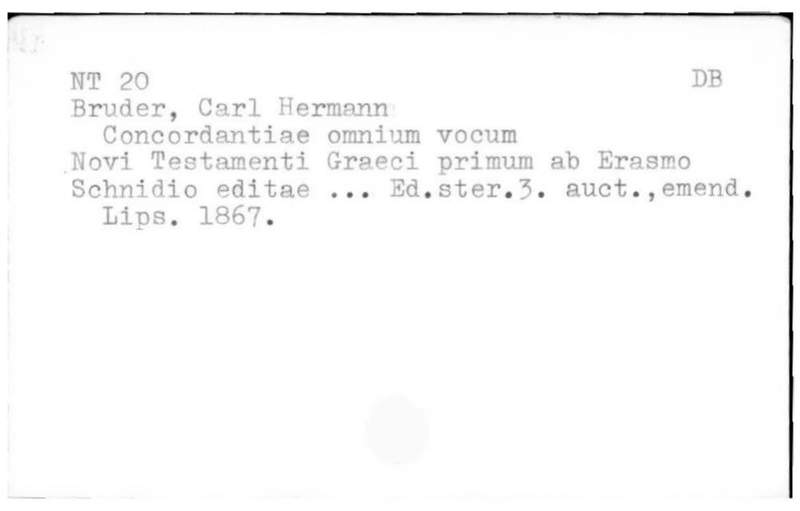 NT 20 DB
Bruder, Carl Hermann
Concordantiae omnium vocum
Novi Testamenti Graeci primum ab Erasmo
Schnidio editae ... Ed.ster.3. auct.,emend.
Lips. 1867.